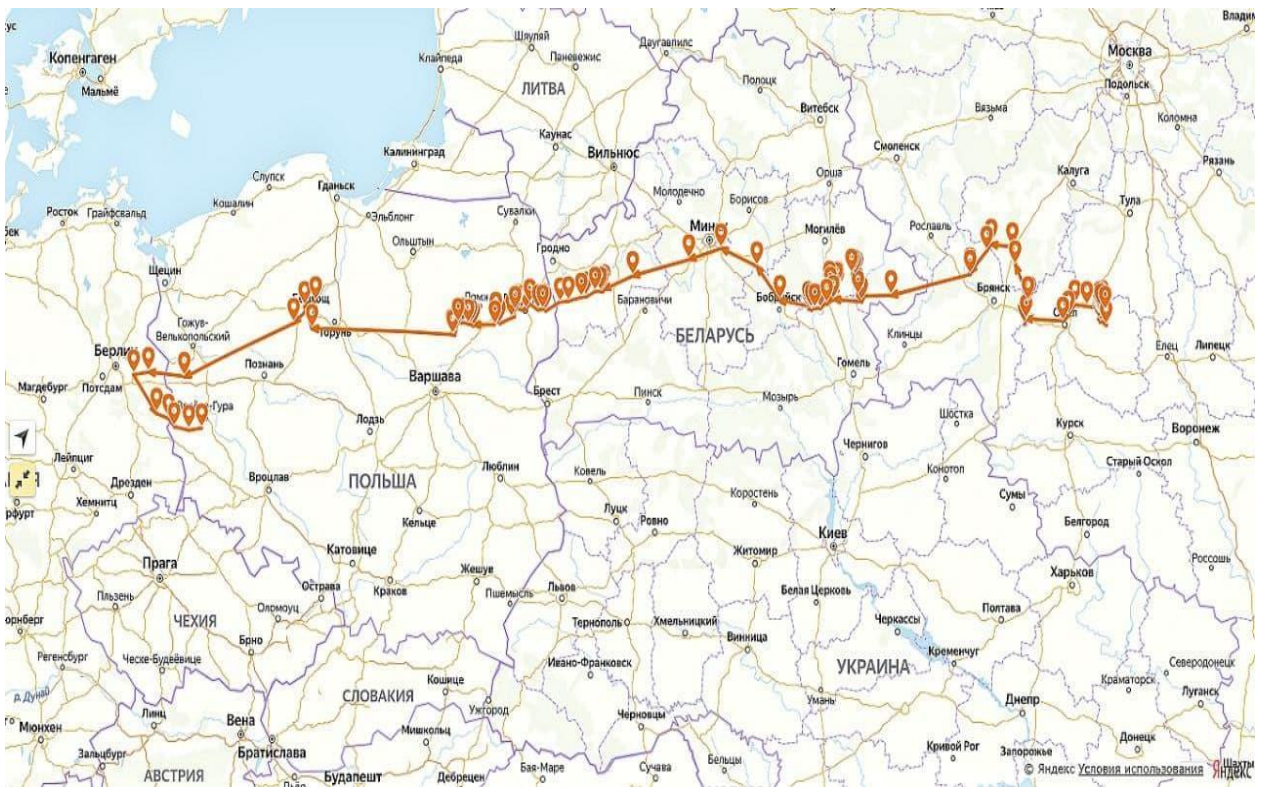 Владим
Шяуляй
Даугавпилс
Москва
Копенгаген
Клайпеда
Паневежис
Мальмё
ЛИТВА
Полоцк
Подольск
Витебск
Вязьма
Коломна
Каунас
Калининград
Вильнюс
Смоленск
Рязань
Слупск
Гданьск
Калуга
Молодечно
Орша
Кошалин
Борисов
Тула
Росток
Грайфсвальд
Эльблонг
Сувалки
Могилёв
Рославль
Ольштын
Гродно
Щецин
Барановичи
Брянск
Гожув-
Велькопольский
БЕЛАРУСЬ
Клинцы
Елец
Липецк
Познань
Гомель
Потсдам
Варшава
Магдебург
Брест
Пинск
Мозырь
Лодзь
Шостка
Курск
Воронеж
Чернигов
Лейпциг
Люблин
Ковель
Старый Оскол
Дрезден
Вроцлав
ПОЛЬША
Конотоп
Хемнитц
Коростень
Сумы
Кельце
Луцк
Ровно
Белгород
Киев
Катовице
Житомир
Прага
Жешув
Россошь
Харьков
Пльзень
Острава
Краков
Пшемысль
Львов
Белая Церковь
Оломоуц
Полтава
ЧЕХИЯ
Тернополь
Хмельницкий
Черкассы
Брно
Винница
Регенсбург
Ческе-Будеёвице
Ивано-Франковск
УКРАИНА
Кременчуг
Северодонецк
р.Дунай
СЛОВАКИЯ
Кошице
Краматорск
Луганск
Ужгород
Умань
Днепр
Линц
Вена
Черновцы
Мюнхен
Мишкольц
Донецк
Братислава
Зальцбург
Бельцы
Кривой Рог
Запорожье
АВСТРИЯ
Будапешт
Дебрецен
Бая-Маре
Сучава
© Яндекс Условия использования Яндекс
Шахты